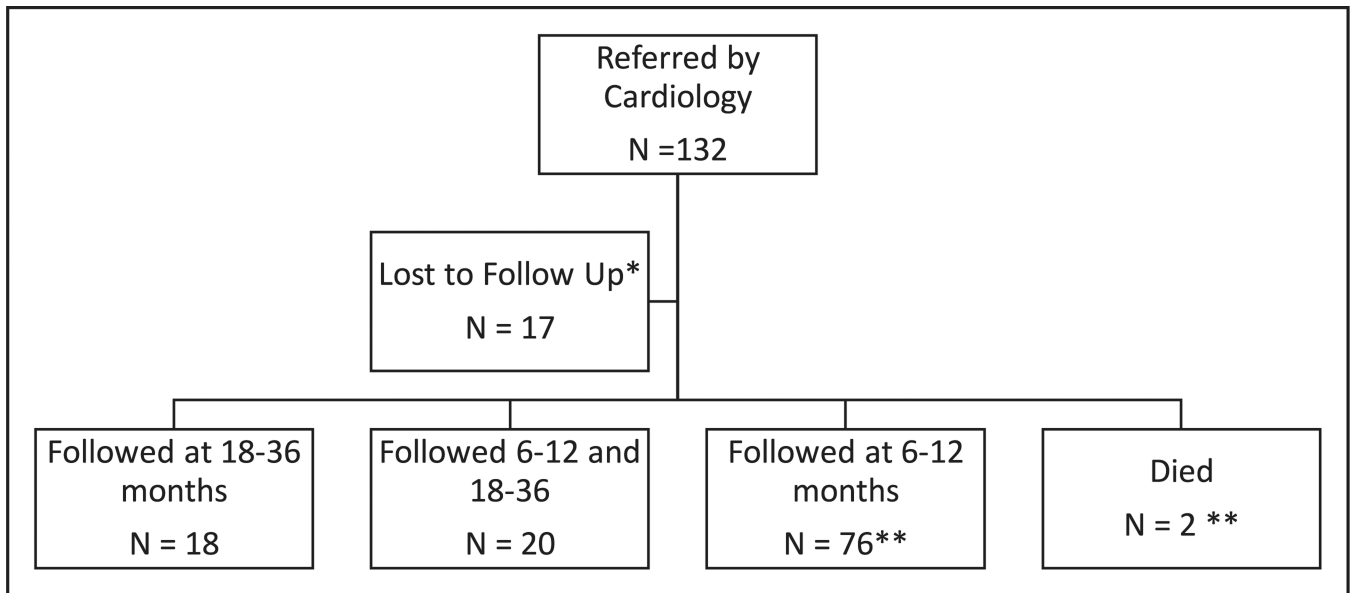 Referred by
Cardiology
N =132
Lost to Follow Up*
N = 17
Followed at 18-36
months
N = 18
Followed 6-12 and
18-36
N = 20
Followed at 6-12
months
N = 76**
Died
N = 2 **